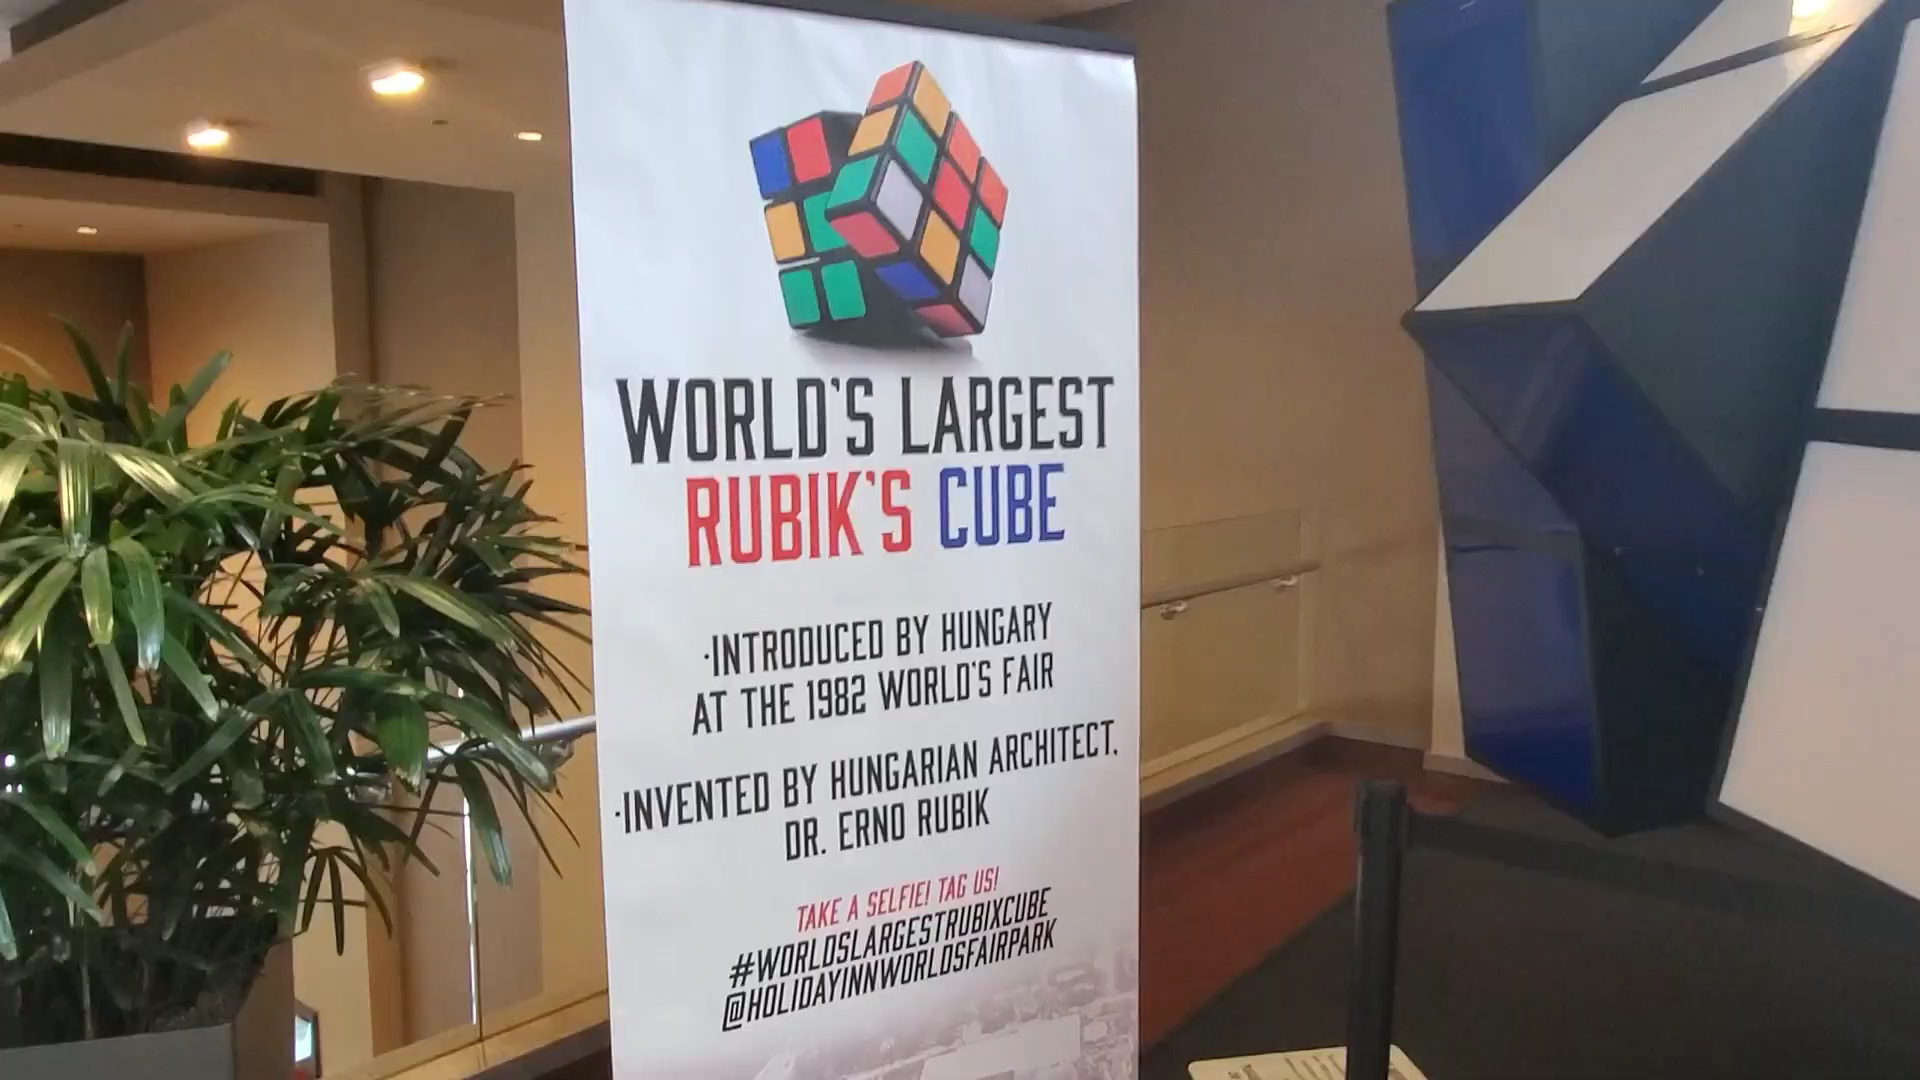 WORLD'S LARGEST
RUBIK'S CUBE
·INTRODUCED BY HUNGARY
AT THE 1982 WORLD'S FAIR
·INVENTED BY HUNGARIAN ARCHITECT,
DR. ERNO RUBIK
TAKE A SELFIE! TAG US!
#WORLDSLARGESTRUBIXCUBE
@HOLIDAYINNWORLDSFAIRPARK